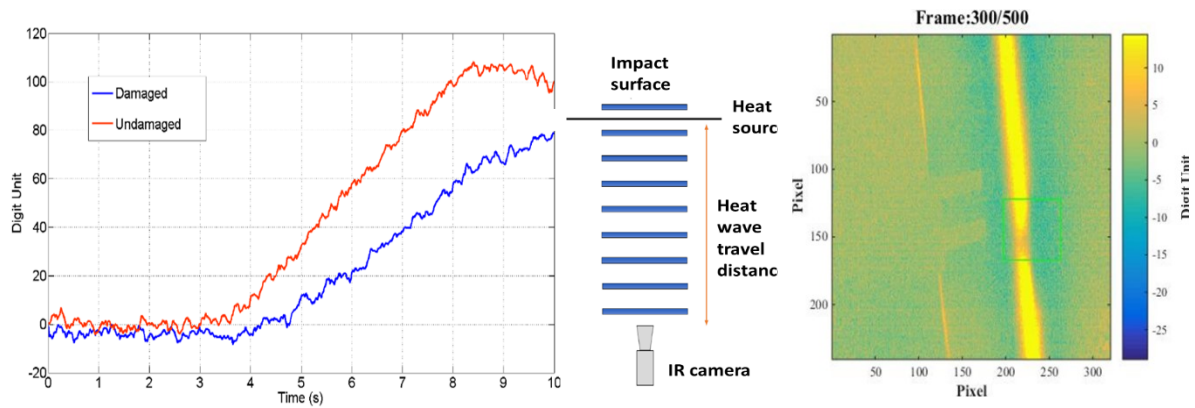 120
100
80
60
40
20
0
-20
Digit Unit
Damaged
Undamaged
0 1 2 3 4 5 6 7 8 9 10
Time (s)
Impact
surface
Heat
sourc
Heat
wave
travel
distanc
IR camera
Frame:300/500
50
100
150
200
Pixel
50 100 150 200 250 300
Pixel
10
5
0
-5
-10
-15
-20
-25
Digit Unit